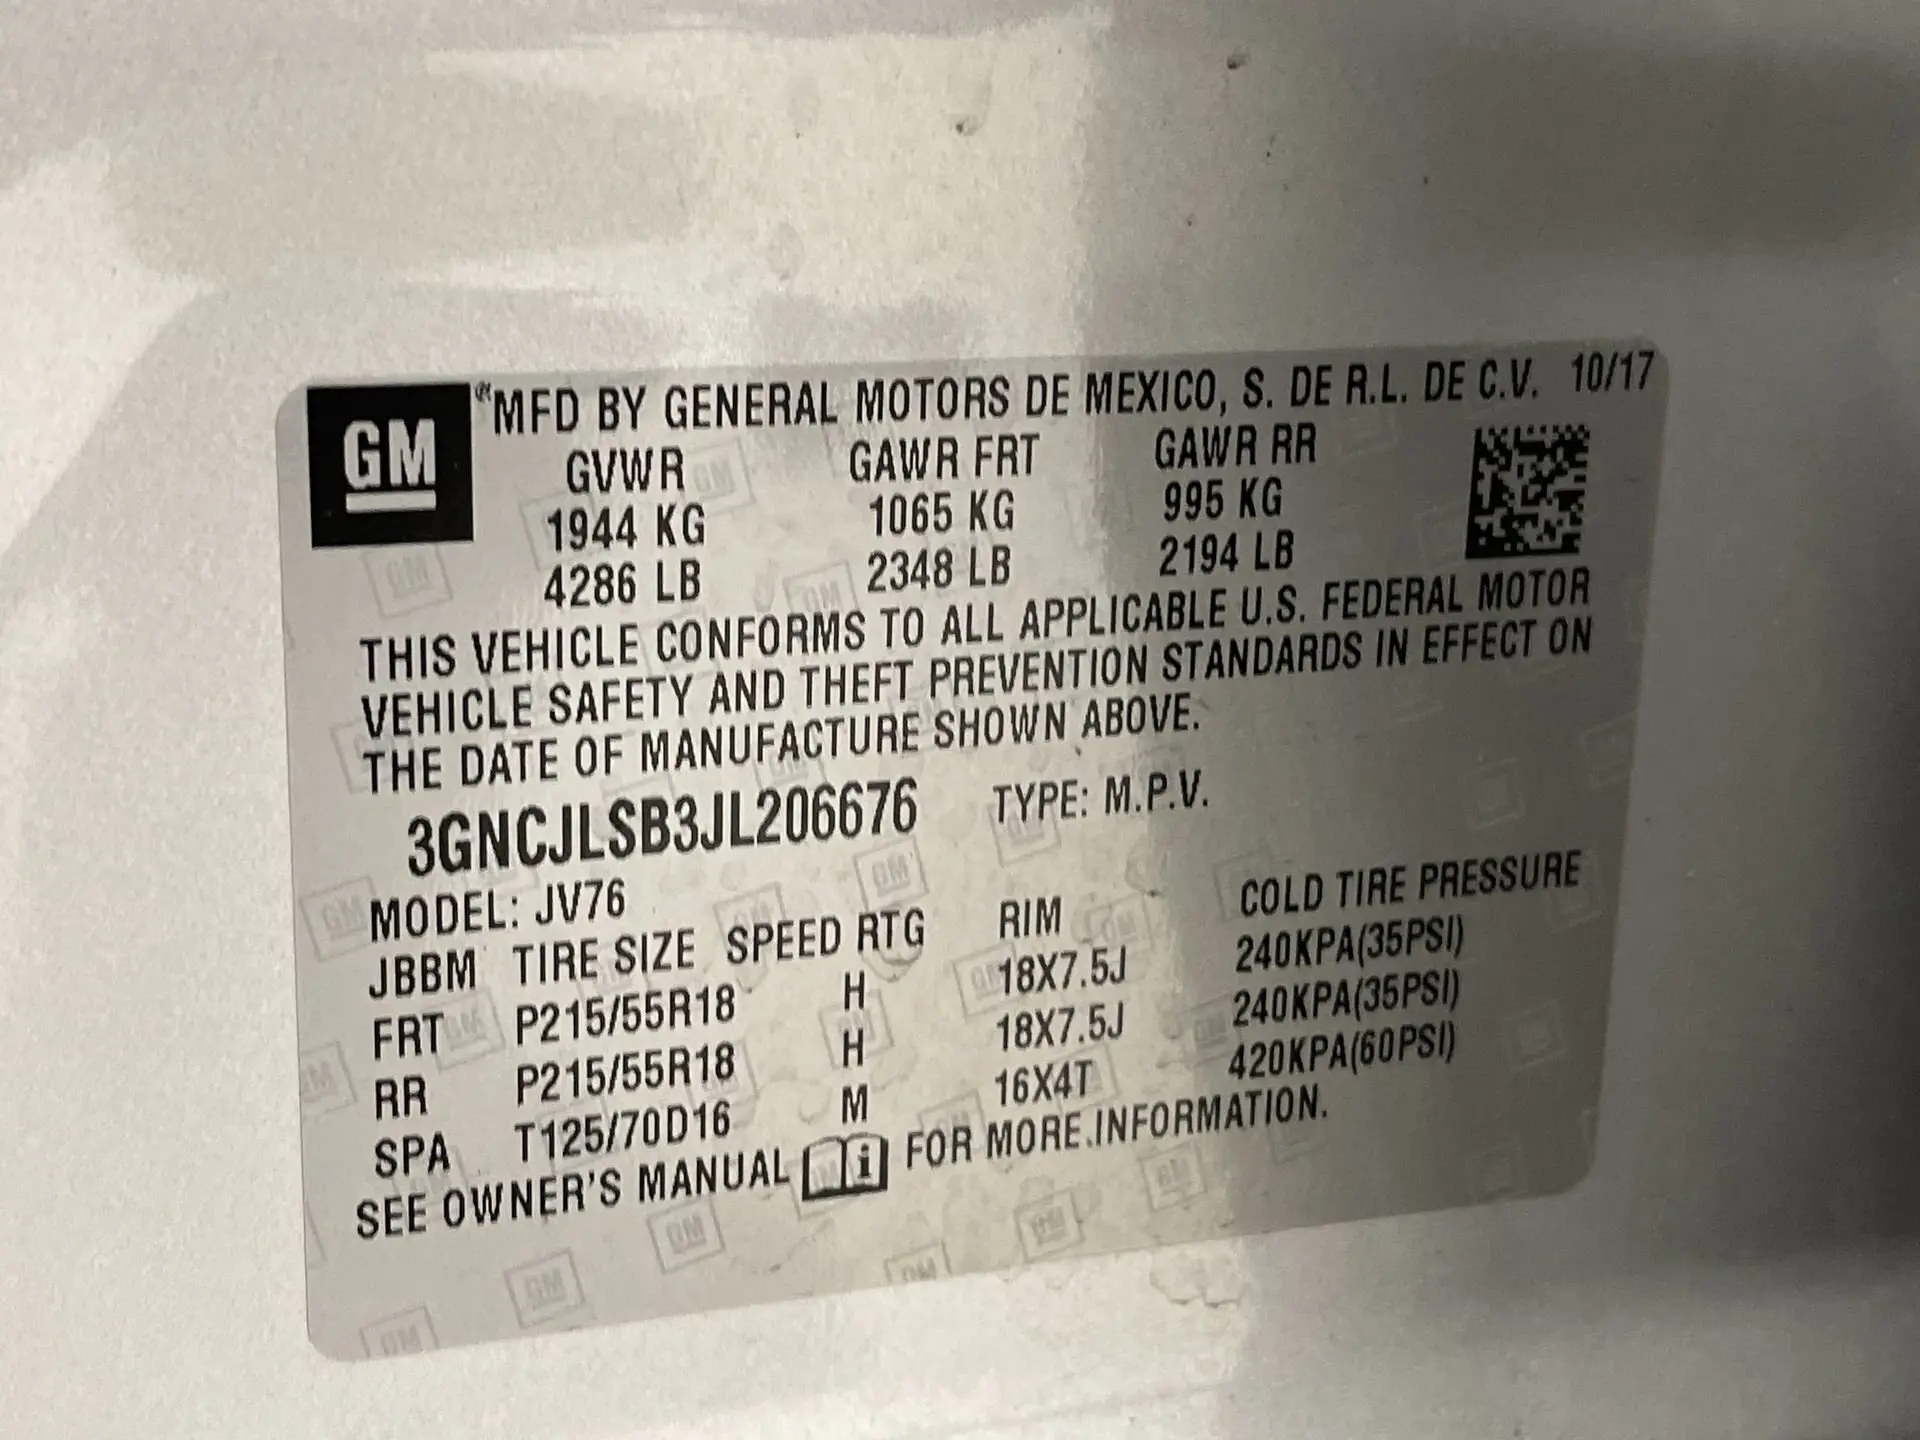 GM
MFD BY GENERAL MOTORS DE MEXICO, S. DE R.L. DE C.V. 10/17
GVWR GAWR FRT GAWR RR
1944 KG 1065 KG 995 KG
4286 LB 2348 LB 2194 LB
THIS VEHICLE CONFORMS TO ALL APPLICABLE U.S. FEDERAL MOTOR
VEHICLE SAFETY AND THEFT PREVENTION STANDARDS IN EFFECT ON
THE DATE OF MANUFACTURE SHOWN ABOVE.
3GNCJLSB3JL206676 TYPE: M.P.V.
MODEL: JV76
JBBM TIRE SIZE SPEED RTG RIM COLD TIRE PRESSURE
FRT P215/55R18 H 18X7.5J 240KPA(35PSI)
RR P215/55R18 H 18X7.5J 240KPA(35PSI)
SPA T125/70D16 M 16X4T 420KPA(60PSI)
SEE OWNER'S MANUAL i FOR MORE INFORMATION.